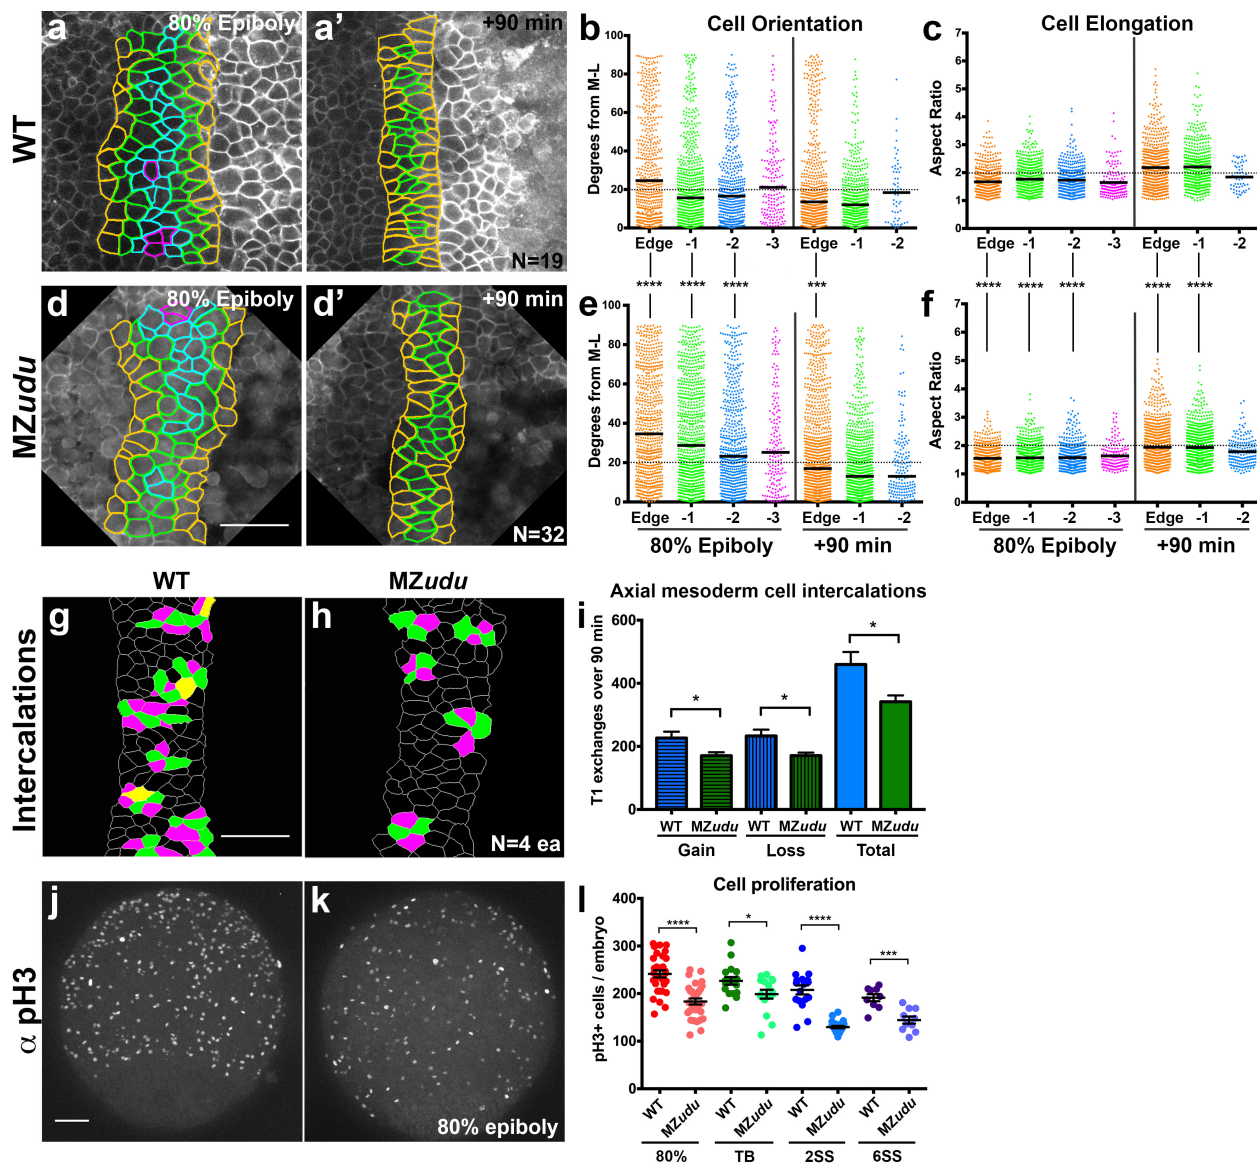 WT
a
80% Epiboly
a'
+90 min
N=19
b
Cell Orientation
Degrees from M-L
100
80
60
40
20
0
Edge -1 -2 -3 Edge -1 -2
c
Cell Elongation
Aspect Ratio
7
6
5
4
3
2
1
0
Edge -1 -2 -3 Edge -1 -2
**** **** **** ***
**** **** **** **** ****
MZudu
d
80% Epiboly
d'
+90 min
N=32
e
Degrees from M-L
100
80
60
40
20
0
Edge -1 -2 -3 Edge -1 -2
80% Epiboly +90 min
f
Aspect Ratio
7
6
5
4
3
2
1
0
Edge -1 -2 -3 Edge -1 -2
80% Epiboly +90 min
WT
MZudu
Intercalations
g
h
N=4 ea
i
Axial mesoderm cell intercalations
T1 exchanges over 90 min
600
400
200
0
* * *
WT MZudu WT MZudu WT MZudu
Gain Loss Total
α pH3
j
k
80% epiboly
l
Cell proliferation
pH3+ cells / embryo
400
300
200
100
0
**** * **** ***
WT MZudu WT MZudu WT MZudu WT MZudu
80% TB 2SS 6SS